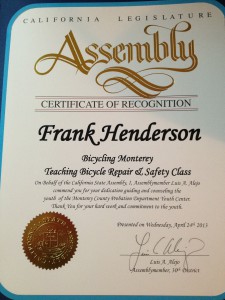 CALIFORNIA LEGISLATURE
Assembly
CERTIFICATE OF RECOGNITION
Frank Henderson
Bicycling Monterey
Teaching Bicycle Repair & Safety Class
On Behalf of the California State Assembly, I, Assemblymember Luis A. Alejo
commend you for your dedication guiding and counseling the
youth of the Monterey County Probation Department Youth Center.
Thank You for your hard work and commitment to the youth.
Presented on Wednesday, April 24th 2013
Luis A. Alejo
Assemblymember, 30th District